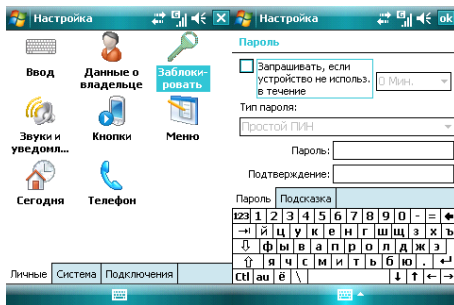 Настройка
G
Ввод
Данные о
владельце
Заблоки-
ровать
Звуки и
уведомл...
Кнопки
Меню
Сегодня
Телефон
Личные Система Подключения
Настройка
G
ok
Пароль
Запрашивать, если
устройство не использ.
в течение
0 Мин.
Тип пароля:
Простой ПИН
Пароль:
Подтверждение:
Пароль Подсказка
123 1 2 3 4 5 6 7 8 9 0 - =
й ц у к е н г ш щ з х ъ
ф ы в а п р о л д ж э
я ч с м и т ь б ю .
Ctl аu ё \